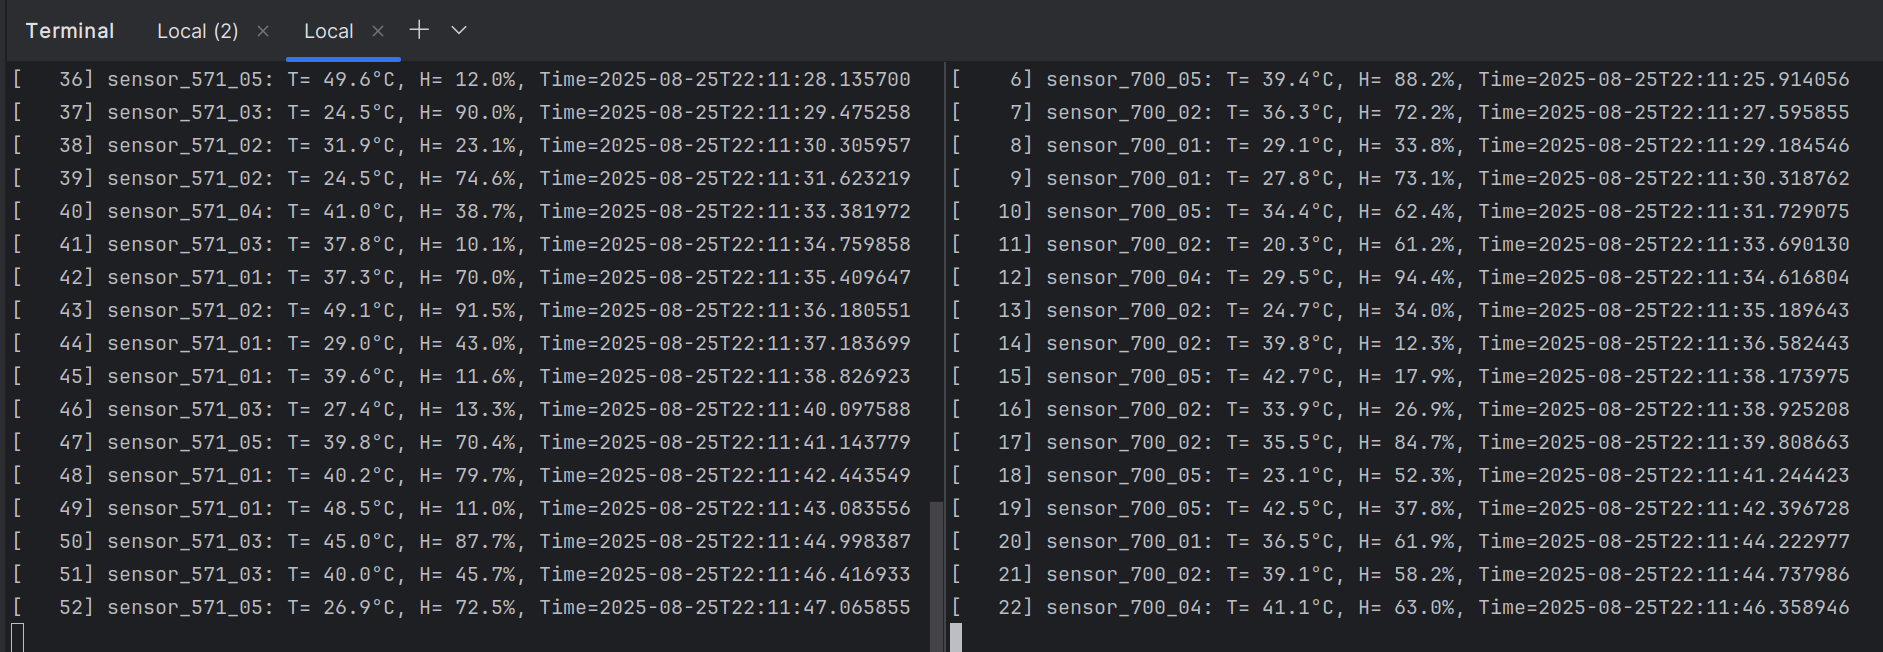 Terminal Local (2) × Local × + 
[   36] sensor_571_05: T= 49.6°C, H= 12.0%, Time=2025-08-25T22:11:28.135700
[   37] sensor_571_03: T= 24.5°C, H= 90.0%, Time=2025-08-25T22:11:29.475258
[   38] sensor_571_02: T= 31.9°C, H= 23.1%, Time=2025-08-25T22:11:30.305957
[   39] sensor_571_02: T= 24.5°C, H= 74.6%, Time=2025-08-25T22:11:31.623219
[   40] sensor_571_04: T= 41.0°C, H= 38.7%, Time=2025-08-25T22:11:33.381972
[   41] sensor_571_03: T= 37.8°C, H= 10.1%, Time=2025-08-25T22:11:34.759858
[   42] sensor_571_01: T= 37.3°C, H= 70.0%, Time=2025-08-25T22:11:35.409647
[   43] sensor_571_02: T= 49.1°C, H= 91.5%, Time=2025-08-25T22:11:36.180551
[   44] sensor_571_01: T= 29.0°C, H= 43.0%, Time=2025-08-25T22:11:37.183699
[   45] sensor_571_01: T= 39.6°C, H= 11.6%, Time=2025-08-25T22:11:38.826923
[   46] sensor_571_03: T= 27.4°C, H= 13.3%, Time=2025-08-25T22:11:40.097588
[   47] sensor_571_05: T= 39.8°C, H= 70.4%, Time=2025-08-25T22:11:41.143779
[   48] sensor_571_01: T= 40.2°C, H= 79.7%, Time=2025-08-25T22:11:42.443549
[   49] sensor_571_01: T= 48.5°C, H= 11.0%, Time=2025-08-25T22:11:43.083556
[   50] sensor_571_03: T= 45.0°C, H= 87.7%, Time=2025-08-25T22:11:44.998387
[   51] sensor_571_03: T= 40.0°C, H= 45.7%, Time=2025-08-25T22:11:46.416933
[   52] sensor_571_05: T= 26.9°C, H= 72.5%, Time=2025-08-25T22:11:47.065855
[    6] sensor_700_05: T= 39.4°C, H= 88.2%, Time=2025-08-25T22:11:25.914056
[    7] sensor_700_02: T= 36.3°C, H= 72.2%, Time=2025-08-25T22:11:27.595855
[    8] sensor_700_01: T= 29.1°C, H= 33.8%, Time=2025-08-25T22:11:29.184546
[    9] sensor_700_01: T= 27.8°C, H= 73.1%, Time=2025-08-25T22:11:30.318762
[   10] sensor_700_05: T= 34.4°C, H= 62.4%, Time=2025-08-25T22:11:31.729075
[   11] sensor_700_02: T= 20.3°C, H= 61.2%, Time=2025-08-25T22:11:33.690130
[   12] sensor_700_04: T= 29.5°C, H= 94.4%, Time=2025-08-25T22:11:34.616804
[   13] sensor_700_02: T= 24.7°C, H= 34.0%, Time=2025-08-25T22:11:35.189643
[   14] sensor_700_02: T= 39.8°C, H= 12.3%, Time=2025-08-25T22:11:36.582443
[   15] sensor_700_05: T= 42.7°C, H= 17.9%, Time=2025-08-25T22:11:38.173975
[   16] sensor_700_02: T= 33.9°C, H= 26.9%, Time=2025-08-25T22:11:38.925208
[   17] sensor_700_02: T= 35.5°C, H= 84.7%, Time=2025-08-25T22:11:39.808663
[   18] sensor_700_05: T= 23.1°C, H= 52.3%, Time=2025-08-25T22:11:41.244423
[   19] sensor_700_05: T= 42.5°C, H= 37.8%, Time=2025-08-25T22:11:42.396728
[   20] sensor_700_01: T= 36.5°C, H= 61.9%, Time=2025-08-25T22:11:44.222977
[   21] sensor_700_02: T= 39.1°C, H= 58.2%, Time=2025-08-25T22:11:44.737986
[   22] sensor_700_04: T= 41.1°C, H= 63.0%, Time=2025-08-25T22:11:46.358946